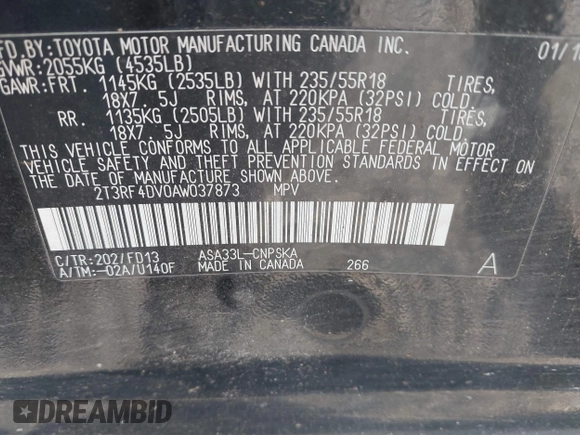 MFD.BY:TOYOTA MOTOR MANUFACTURING CANADA INC. 01/10
GVWR:2055KG (4535LB)
GAWR:FRT. 1145KG (2535LB) WITH 235/55R18 TIRES,
18X7. 5J RIMS, AT 220KPA (32PSI) COLD.
RR. 1135KG (2505LB) WITH 235/55R18 TIRES,
18X7. 5J RIMS, AT 220KPA (32PSI) COLD.
THIS VEHICLE CONFORMS TO ALL APPLICABLE FEDERAL MOTOR
VEHICLE SAFETY AND THEFT PREVENTION STANDARDS IN EFFECT ON
THE DATE OF MANUFACTURE SHOWN ABOVE.
2T3RF4DV0AW037873 MPV
C/TR:202/FD13 ASA33L-CNPSKA
A/TM:-02A/U140F MADE IN CANADA 266 A
DREAMBID